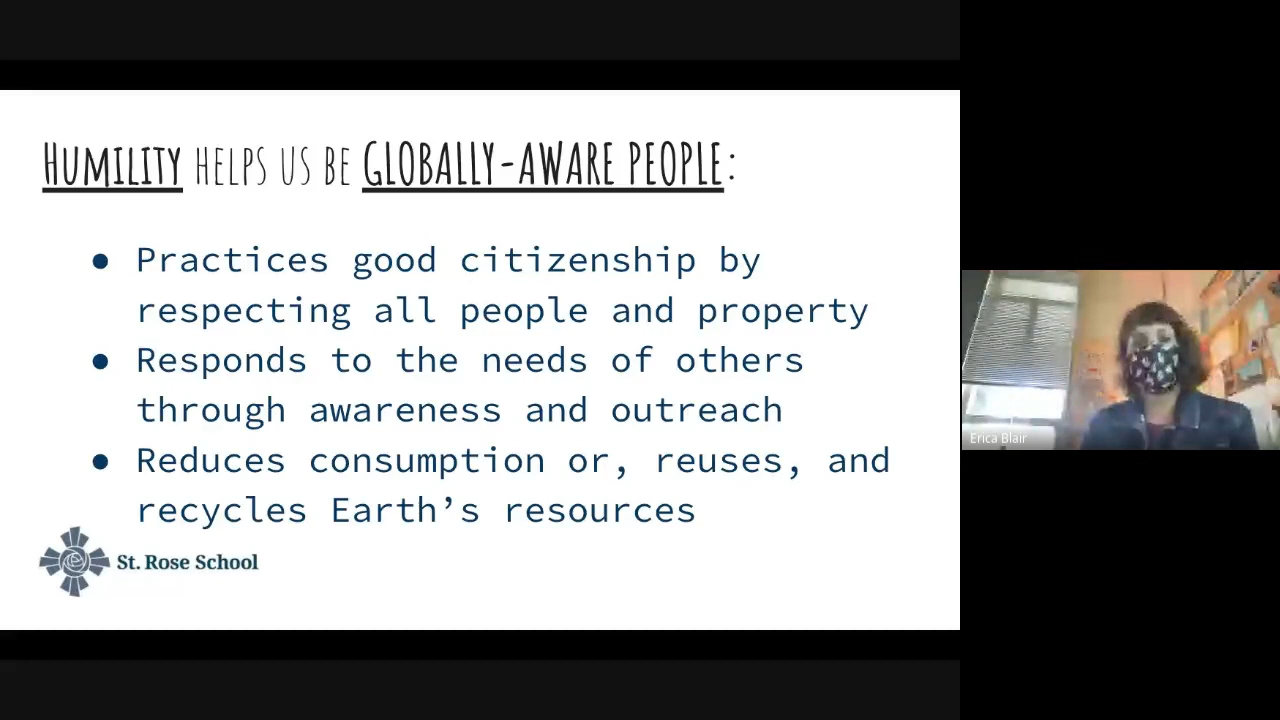 Humility helps us be GLOBALLY-AWARE PEOPLE:
● Practices good citizenship by
respecting all people and property
● Responds to the needs of others
through awareness and outreach
● Reduces consumption or, reuses, and
recycles Earth’s resources
St. Rose School
Erica Blair